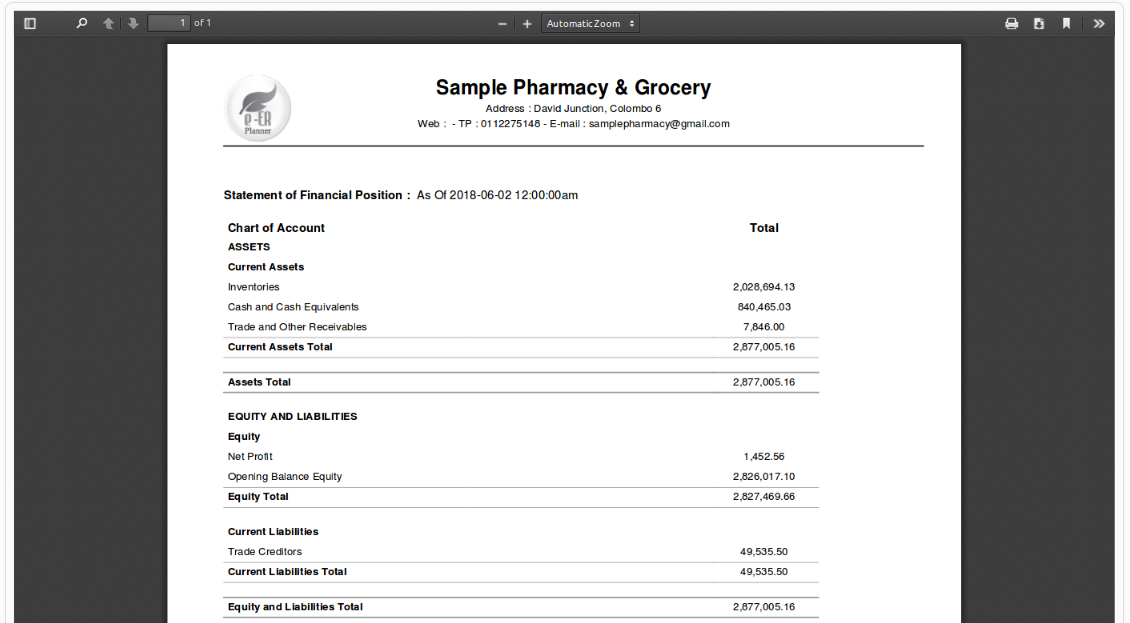 1 of 1 Automatic Zoom
Sample Pharmacy & Grocery
Address : David Junction, Colombo 6
Web : - TP : 0112275148 - E-mail : samplepharmacy@gmail.com
e-ER
Planner
Statement of Financial Position : As Of 2018-06-02 12:00:00am
Chart of Account Total
ASSETS
Current Assets
Inventories 2,028,694.13
Cash and Cash Equivalents 840,465.03
Trade and Other Receivables 7,846.00
Current Assets Total 2,877,005.16
Assets Total 2,877,005.16
EQUITY AND LIABILITIES
Equity
Net Profit 1,452.56
Opening Balance Equity 2,826,017.10
Equity Total 2,827,469.66
Current Liabilities
Trade Creditors 49,535.50
Current Liabilities Total 49,535.50
Equity and Liabilities Total 2,877,005.16